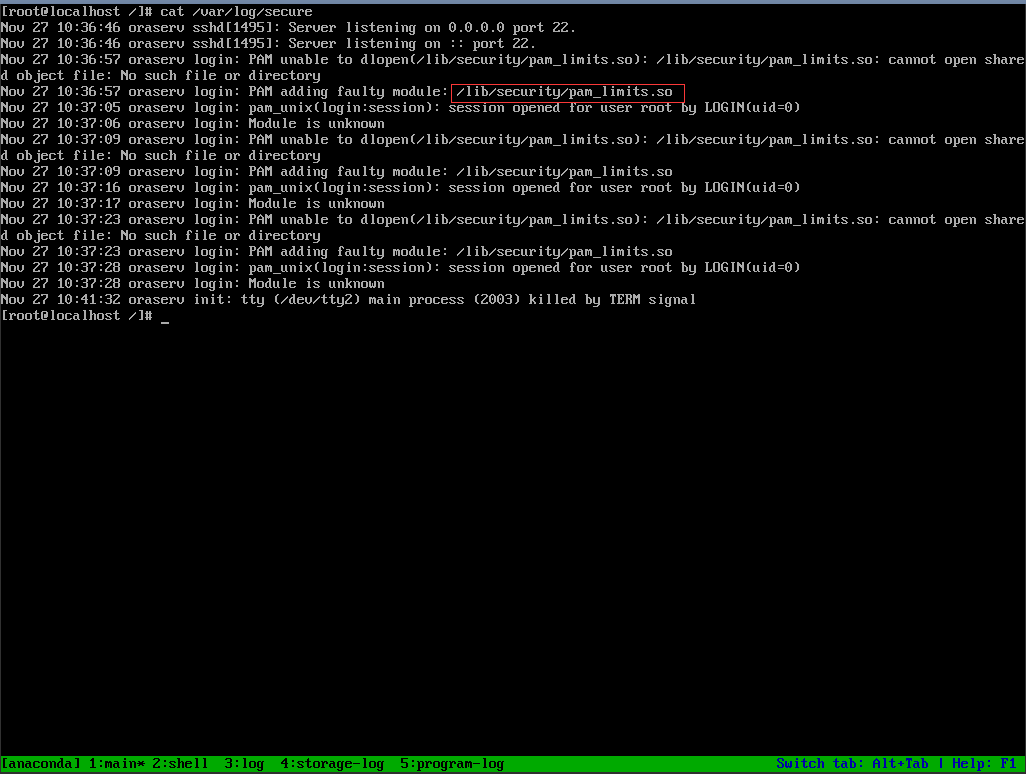 [root@localhost /]# cat /var/log/secure
Nov 27 10:36:46 oraserv sshd[1495]: Server listening on 0.0.0.0 port 22.
Nov 27 10:36:46 oraserv sshd[1495]: Server listening on :: port 22.
Nov 27 10:36:57 oraserv login: PAM unable to dlopen(/lib/security/pam_limits.so): /lib/security/pam_limits.so: cannot open share
d object file: No such file or directory
Nov 27 10:36:57 oraserv login: PAM adding faulty module: /lib/security/pam_limits.so
Nov 27 10:37:05 oraserv login: pam_unix(login:session): session opened for user root by LOGIN(uid=0)
Nov 27 10:37:06 oraserv login: Module is unknown
Nov 27 10:37:09 oraserv login: PAM unable to dlopen(/lib/security/pam_limits.so): /lib/security/pam_limits.so: cannot open share
d object file: No such file or directory
Nov 27 10:37:09 oraserv login: PAM adding faulty module: /lib/security/pam_limits.so
Nov 27 10:37:16 oraserv login: pam_unix(login:session): session opened for user root by LOGIN(uid=0)
Nov 27 10:37:17 oraserv login: Module is unknown
Nov 27 10:37:23 oraserv login: PAM unable to dlopen(/lib/security/pam_limits.so): /lib/security/pam_limits.so: cannot open share
d object file: No such file or directory
Nov 27 10:37:23 oraserv login: PAM adding faulty module: /lib/security/pam_limits.so
Nov 27 10:37:28 oraserv login: pam_unix(login:session): session opened for user root by LOGIN(uid=0)
Nov 27 10:37:28 oraserv login: Module is unknown
Nov 27 10:41:32 oraserv init: tty (/dev/tty2) main process (2003) killed by TERM signal
[root@localhost /]# _
[anaconda] 1:main* 2:shell  3:log  4:storage-log  5:program-log Switch tab: Alt+Tab | Help: F1